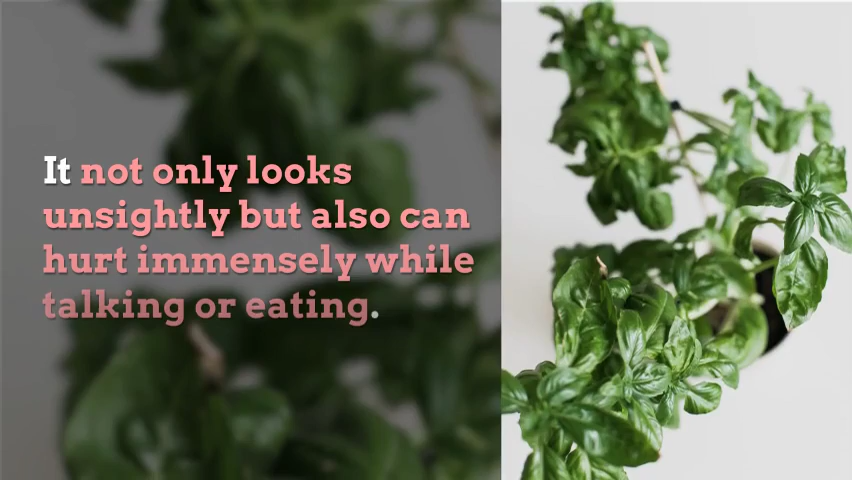 It not only looks
unsightly but also can
hurt immensely while
talking or eating.